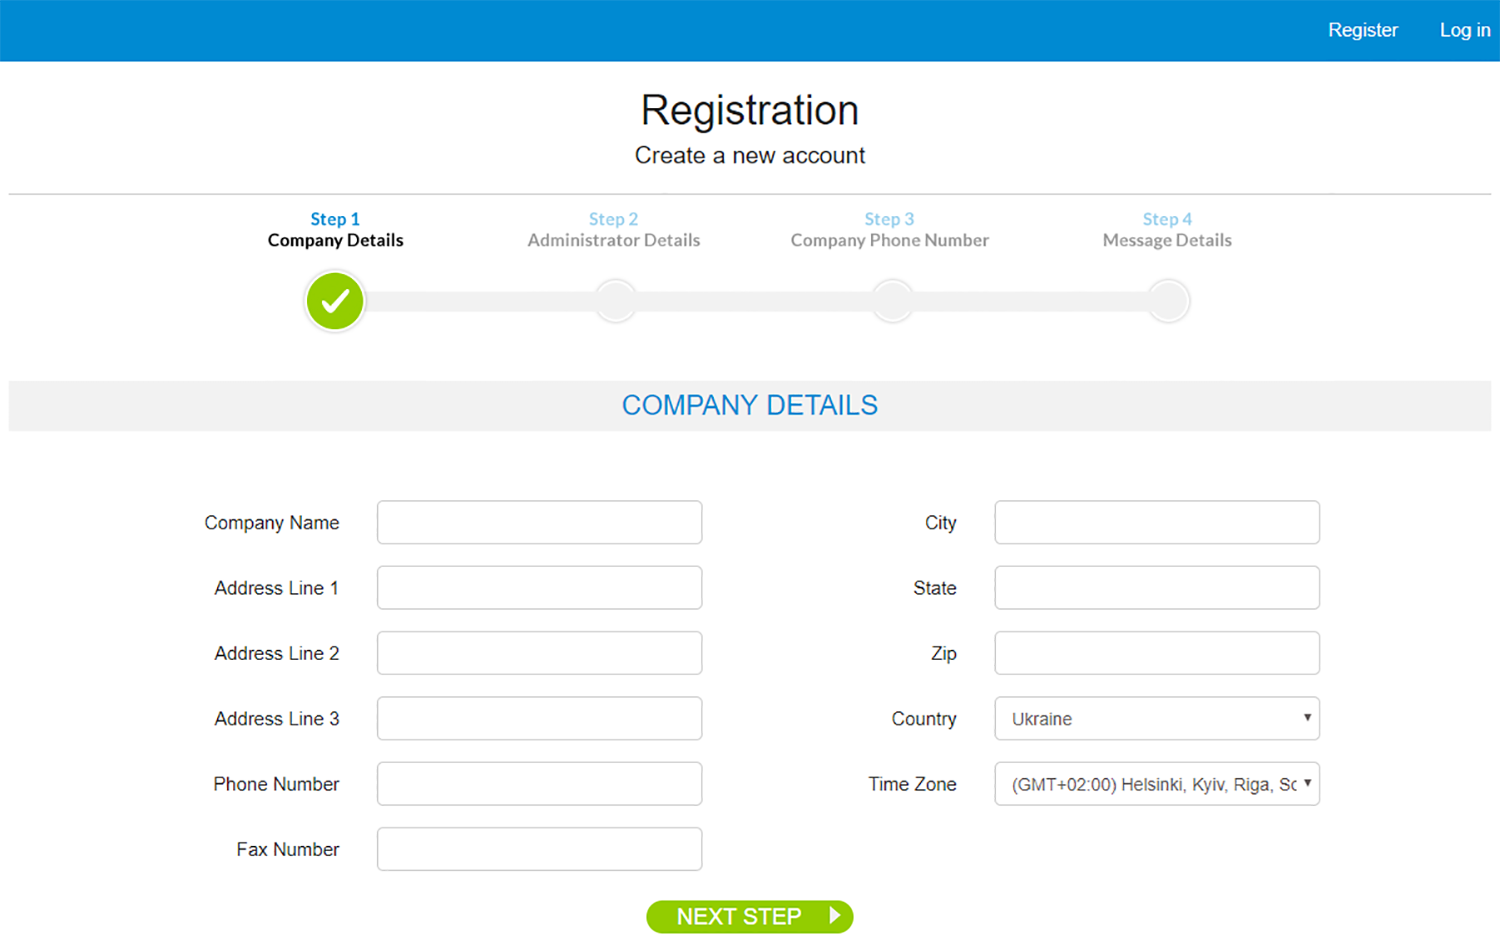 Register Log in
Registration
Create a new account
Step 1 Step 2 Step 3 Step 4
Company Details Administrator Details Company Phone Number Message Details
COMPANY DETAILS
Company Name City
Address Line 1 State
Address Line 2 Zip
Address Line 3 Country Ukraine
Phone Number Time Zone (GMT+02:00) Helsinki, Kyiv, Riga,
Fax Number
NEXT STEP